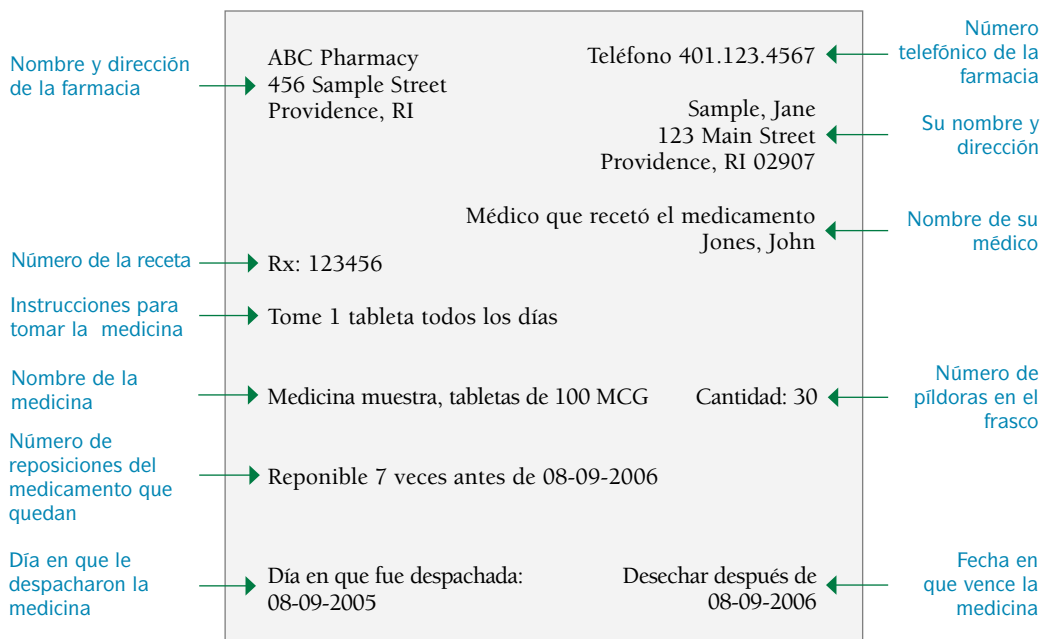 Nombre y dirección
de la farmacia
ABC Pharmacy
456 Sample Street
Providence, RI
Teléfono 401.123.4567
Número
telefónico de la
farmacia
Sample, Jane
123 Main Street
Providence, RI 02907
Su nombre y
dirección
Médico que recetó el medicamento
Jones, John
Nombre de su
médico
Número de la receta
Rx: 123456
Instrucciones para
tomar la medicina
Tome 1 tableta todos los días
Nombre de la
medicina
Medicina muestra, tabletas de 100 MCG
Cantidad: 30
Número de
píldoras en el
frasco
Número de
reposiciones del
medicamento que
quedan
Reponible 7 veces antes de 08-09-2006
Día en que le
despacharon la
medicina
Día en que fue despachada:
08-09-2005
Desechar después de
08-09-2006
Fecha en
que vence la
medicina